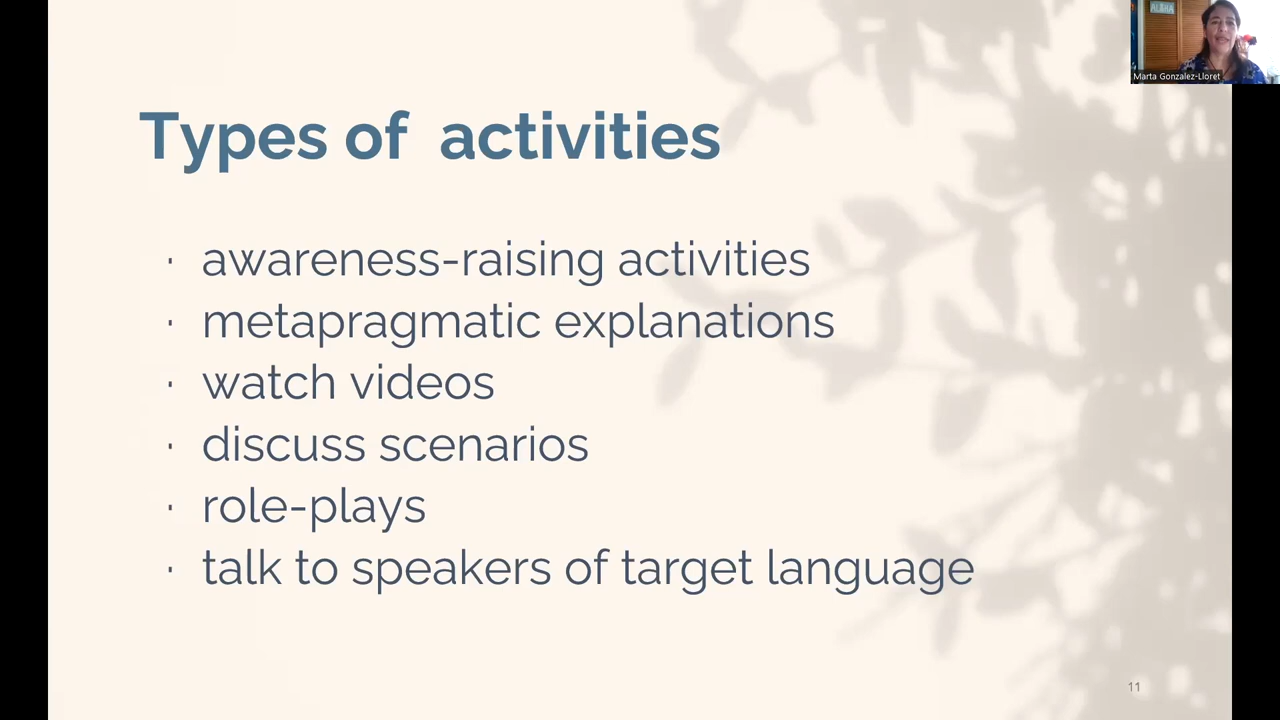 ALOHA
Marta Gonzalez-Lloret
Types of activities
· awareness-raising activities
· metapragmatic explanations
· watch videos
· discuss scenarios
· role-plays
· talk to speakers of target language
11